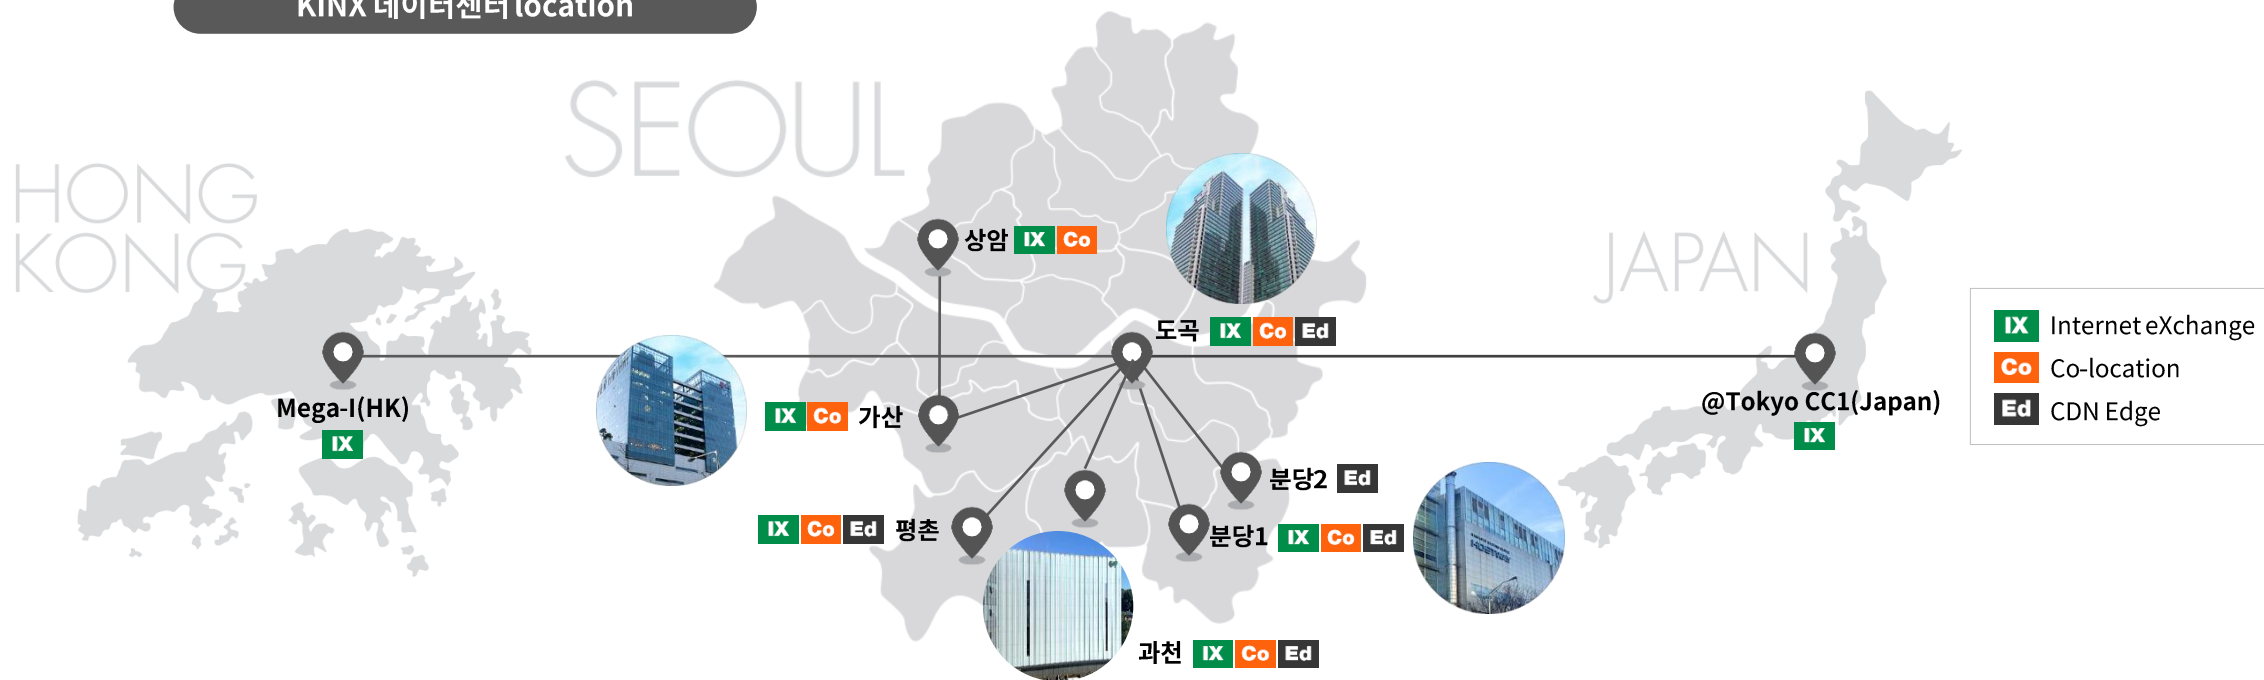 KINX 데이터센터 location
SEOUL
HONG
KONG
JAPAN
상암 IX Co
도곡 IX Co Ed
IX Internet eXchange
Co Co-location
Ed CDN Edge
Mega-I(HK)
IX
@Tokyo CC1(Japan)
IX
IX Co 가산
분당2 Ed
IX Co Ed 평촌
분당1 IX Co Ed
HOSTWAY
과천 IX Co Ed